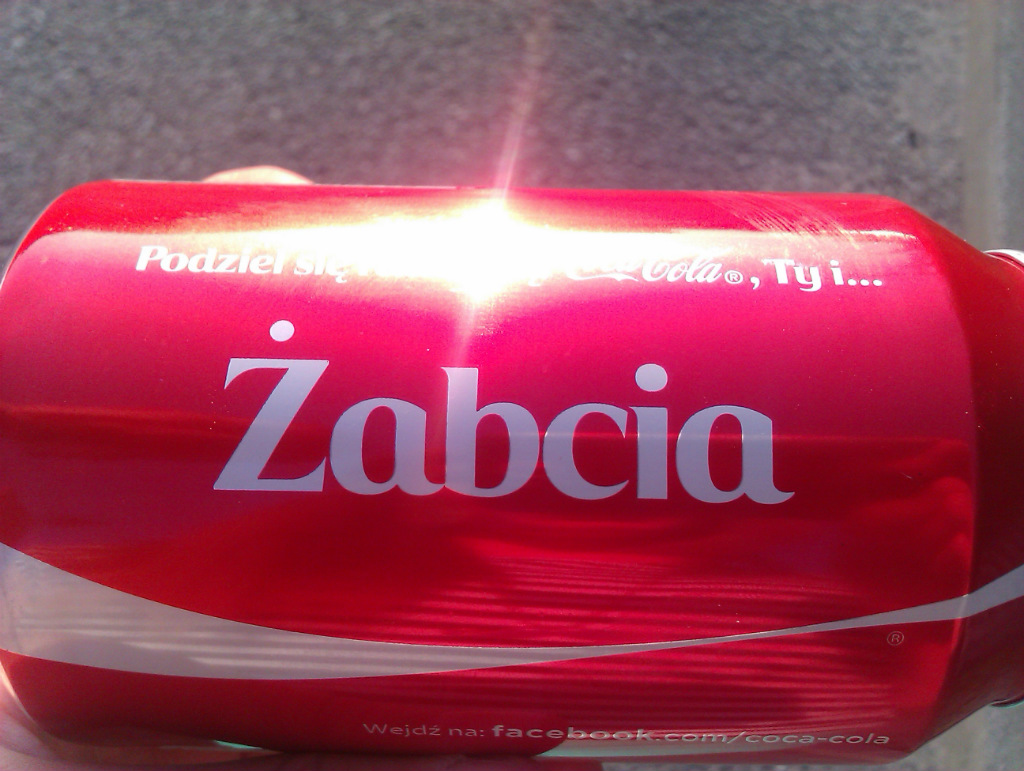 Podziel się Cola®, Ty i...
Żabcia
®
Wejdź na: facebook.com/coca-cola